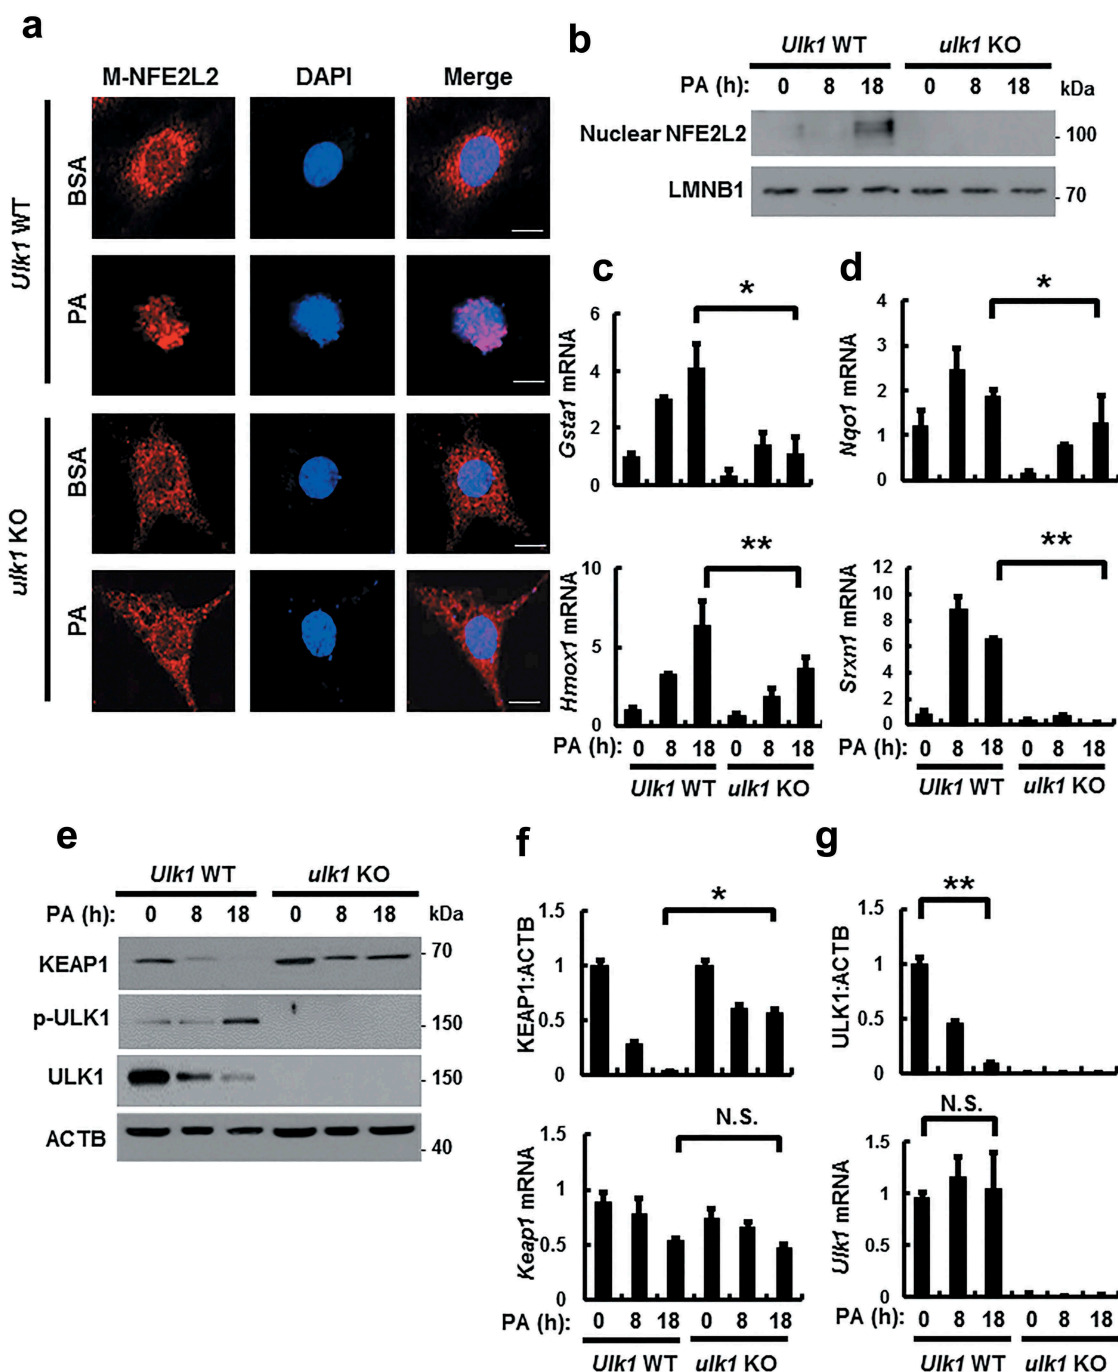 a
M-NFE2L2 DAPI Merge
Ulk1 WT
BSA
PA
ulk1 KO
BSA
PA
b
Ulk1 WT ulk1 KO
PA (h): 0 8 18 0 8 18 kDa
Nuclear NFE2L2 - 100
LMNB1 - 70
c
Gsta1 mRNA
6
4
2
0
*
d
Nqo1 mRNA
4
3
2
1
0
*
Hmox1 mRNA
10
5
0
**
PA (h): 0 8 18 0 8 18
Ulk1 WT ulk1 KO
Srxn1 mRNA
12
10
8
6
4
2
0
**
PA (h): 0 8 18 0 8 18
Ulk1 WT ulk1 KO
e
Ulk1 WT ulk1 KO
PA (h): 0 8 18 0 8 18 kDa
KEAP1 - 70
p-ULK1 - 150
ULK1 - 150
ACTB - 40
f
KEAP1:ACTB
1.5
1
0.5
0
*
Keap1 mRNA
1.5
1
0.5
0
N.S.
PA (h): 0 8 18 0 8 18
Ulk1 WT ulk1 KO
g
ULK1:ACTB
1.5
1
0.5
0
**
Ulk1 mRNA
1.5
1
0.5
0
N.S.
PA (h): 0 8 18 0 8 18
Ulk1 WT ulk1 KO